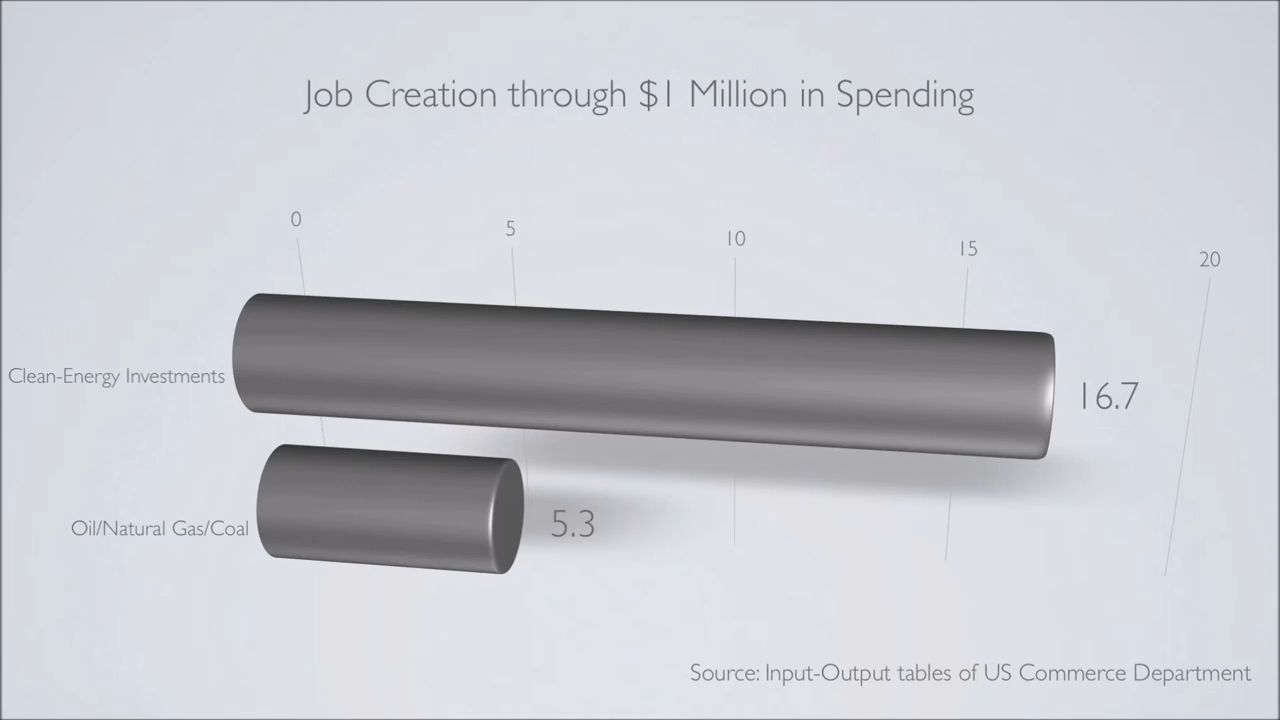 Job Creation through $1 Million in Spending
0 5 10 15 20
Clean-Energy Investments 16.7
Oil/Natural Gas/Coal 5.3
Source: Input-Output tables of US Commerce Department